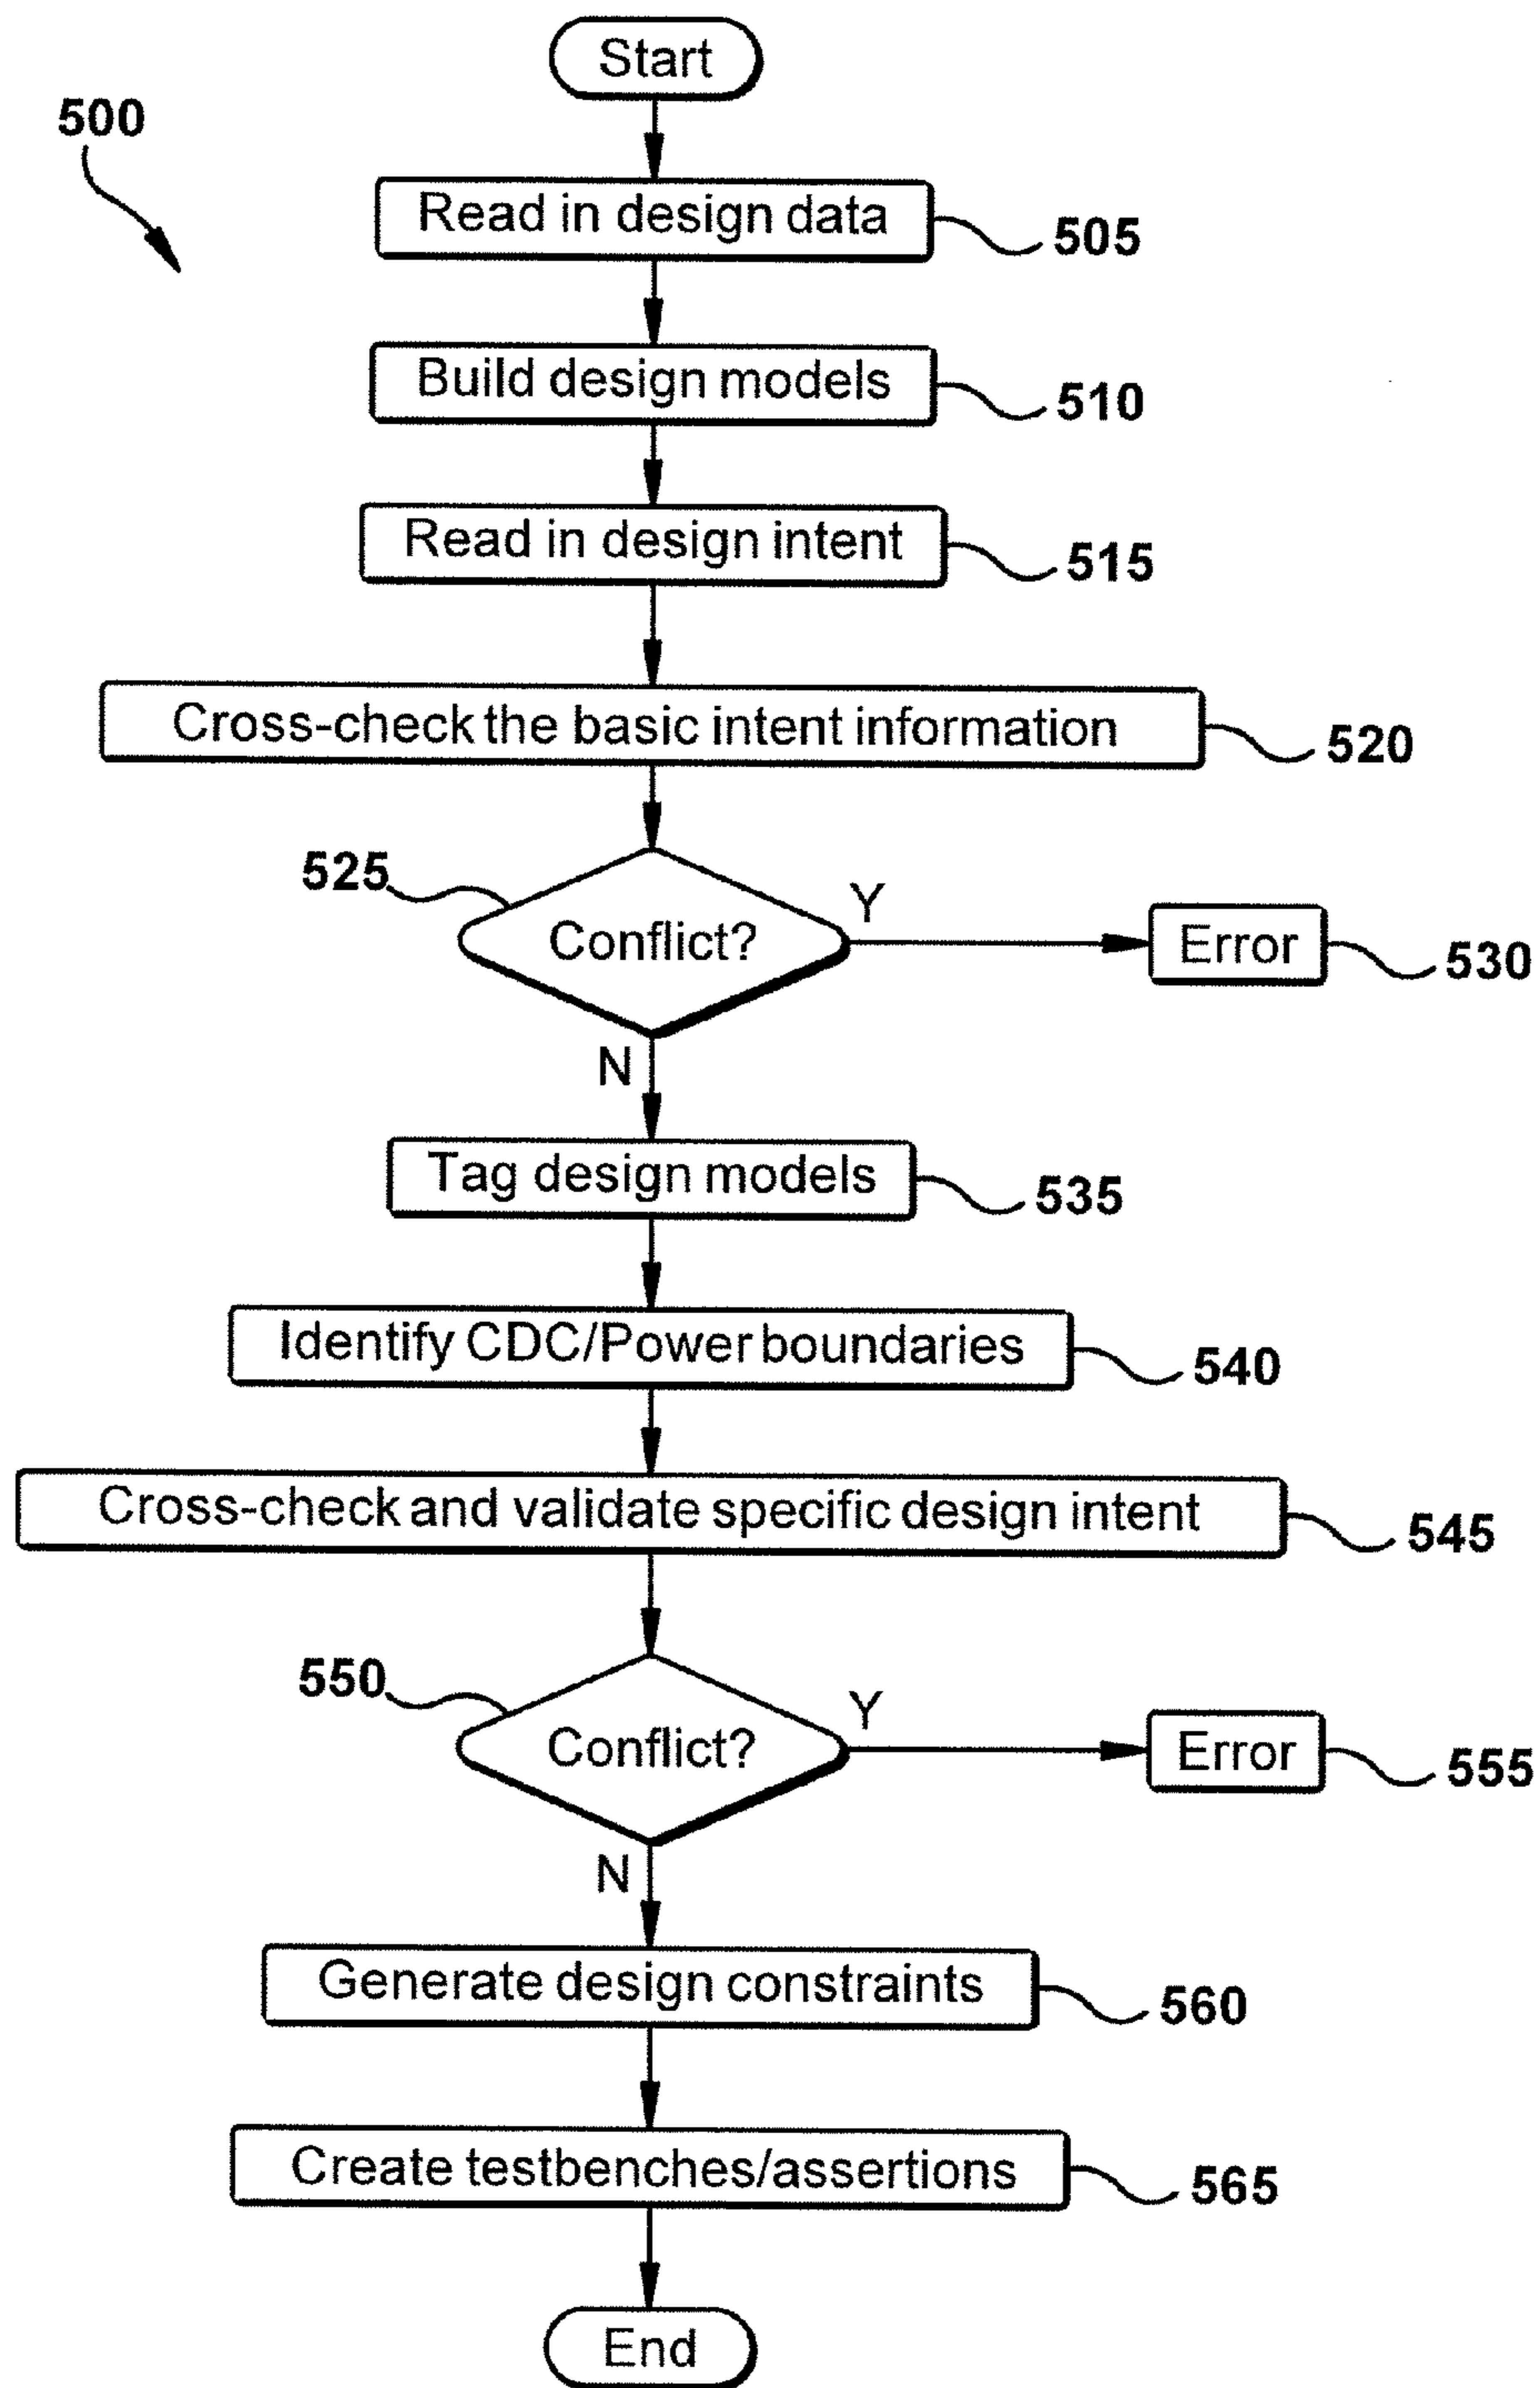 Start
500
Read in design data
505
Build design models
510
Read in design intent
515
Cross-check the basic intent information
520
525
Conflict?
Y
Error
530
N
Tag design models
535
Identify CDC/Power boundaries
540
Cross-check and validate specific design intent
545
550
Conflict?
Y
Error
555
N
Generate design constraints
560
Create testbenches/assertions
565
End